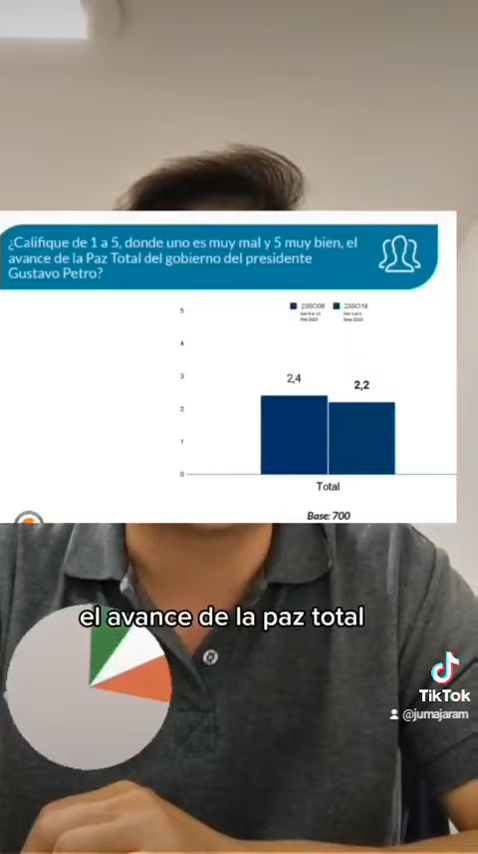 ¿Califique de 1 a 5, donde uno es muy mal y 5 muy bien, el
avance de la Paz Total del gobierno del presidente
Gustavo Petro?
5
23SO08 23SO18
4
3
2,4 2,2
2
1
0
Total
Base: 700
el avance de la paz total
TikTok
@jumajaram